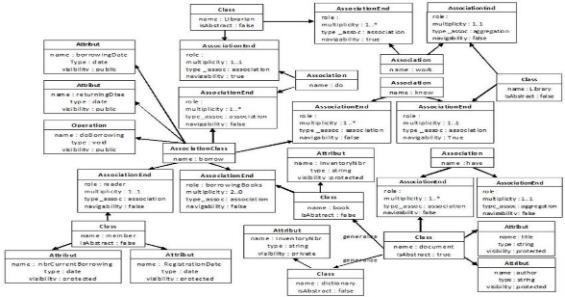 Class
name : Librarian
isAbstract : false
AssociationEnd
role :
multiplicity : 1..*
type_assoc : association
navigability : true
AssociationEnd
role :
multiplicity : 1..1
type_assoc : aggregation
navigability : false
Attribut
name : borrowingDate
type : date
visibility : public
AssociationEnd
role :
multiplicity : 1..1
type_assoc : association
navigability : true
Association
name : do
Association
name : work
Association
name : know
Class
name : Library
isAbstract : false
Attribut
name : returningDtae
type : date
visibility : public
AssociationEnd
role :
multiplicity : 1..*
type_assoc : association
navigability : false
Operation
name : doBorrowing
type : void
visibility : public
AssociationEnd
role :
multiplicity : 1..*
type_assoc : association
navigability : true
AssociationEnd
role :
multiplicity : 1..1
type_assoc : association
navigability : false
AssociationClass
name : borrow
Attribut
name : InventoryNbr
type : string
visibility : protected
Association
name : have
AssociationEnd
role : reader
multiplicity : 1..1
type_assoc : association
navigability : false
AssociationEnd
role : borrowingBooks
multiplicity : 2..0
type_assoc : association
navigability : false
AssociationEnd
role :
multiplicity : 1..*
type_assoc : association
navigability : false
AssociationEnd
role :
multiplicity : 1..1
type_assoc : aggregation
navigability : false
Class
name : book
isAbstract : false
Class
name : member
isAbstract : false
Attribut
name : InventoryNbr
type : string
visibility : private
generalize
Class
name : document
isAbstract : true
Attribut
name : title
type : string
visibility : protected
Attribut
name : nbrCurrentBorrowing
type : date
visibility : protected
Attribut
name : RegistrationDate
type : date
visibility : protected
generalize
Class
name : dictionary
isAbstract : false
Attribut
name : author
type : string
visibility : protected